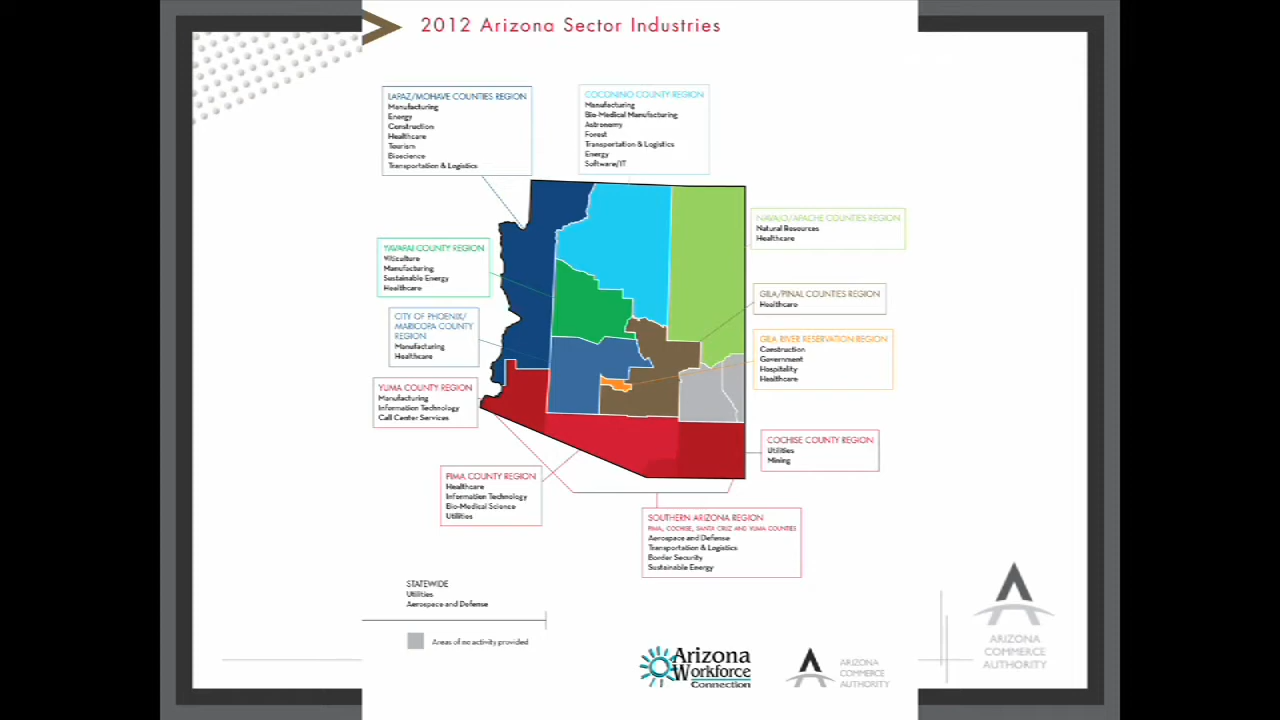 2012 Arizona Sector Industries
LAPAZ/MOHAVE COUNTIES REGION
Manufacturing
Energy
Construction
Healthcare
Tourism
Bioscience
Transportation & Logistics
COCONINO COUNTY REGION
Manufacturing
Bio-Medical Manufacturing
Astronomy
Forest
Transportation & Logistics
Energy
Software/IT
NAVAJO/APACHE COUNTIES REGION
Natural Resources
Healthcare
YAVAPAI COUNTY REGION
Viticulture
Manufacturing
Sustainable Energy
Healthcare
GILA/PINAL COUNTIES REGION
Healthcare
CITY OF PHOENIX/
MARICOPA COUNTY
REGION
Manufacturing
Healthcare
GILA RIVER RESERVATION REGION
Construction
Government
Hospitality
Healthcare
YUMA COUNTY REGION
Manufacturing
Information Technology
Call Center Services
COCHISE COUNTY REGION
Utilities
Mining
PIMA COUNTY REGION
Healthcare
Information Technology
Bio-Medical Science
Utilities
SOUTHERN ARIZONA REGION
PIMA, COCHISE, SANTA CRUZ AND YUMA COUNTIES
Aerospace and Defense
Transportation & Logistics
Border Security
Sustainable Energy
STATEWIDE
Utilities
Aerospace and Defense
Areas of no activity provided
Arizona
Workforce
Connection
ARIZONA
COMMERCE
AUTHORITY
ARIZONA
COMMERCE
AUTHORITY